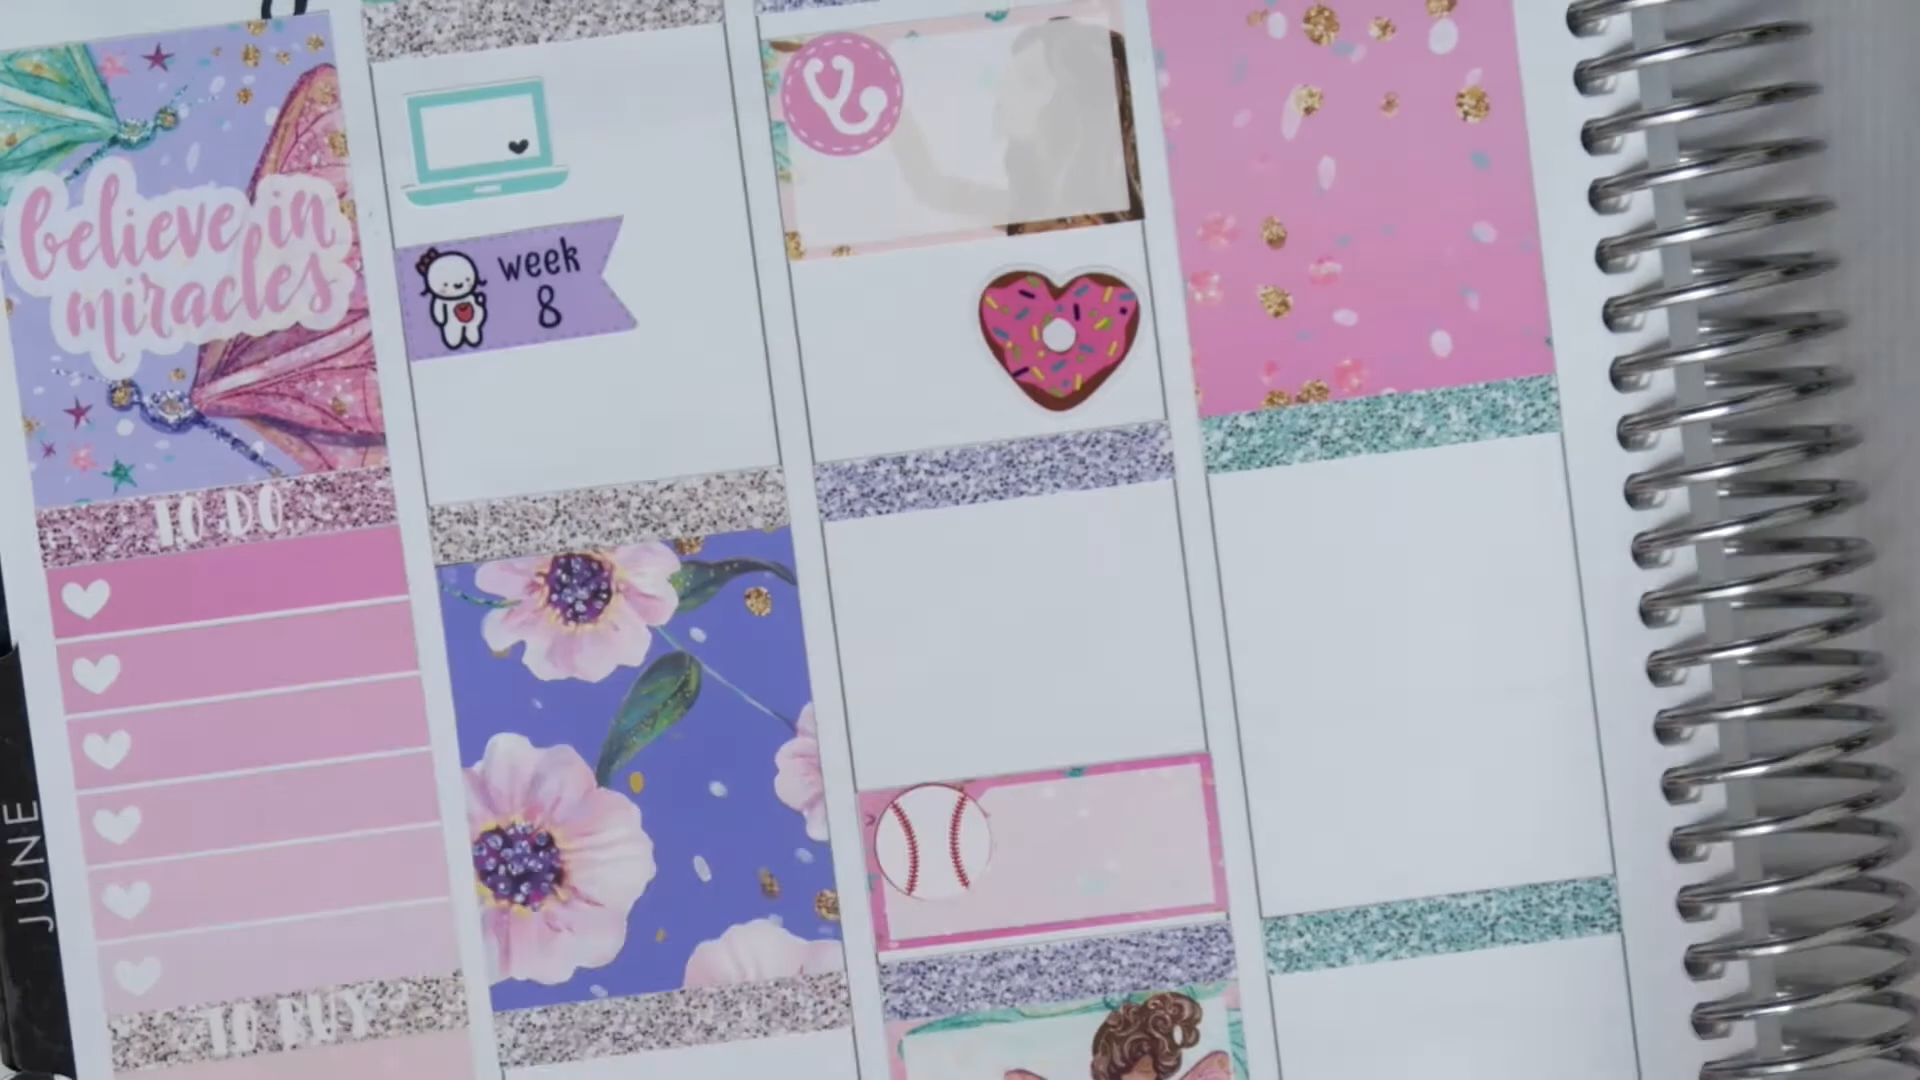 believe in
miracles
week
8
TO DO
TO BUY
JUNE